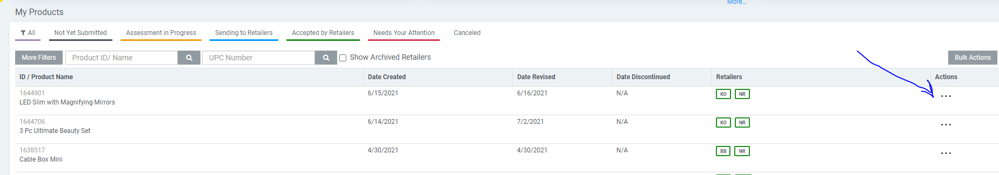 More...
My Products
All Not Yet Submitted Assessment in Progress Sending to Retailers Accepted by Retailers Needs Your Attention Canceled
More Filters Product ID/ Name UPC Number Show Archived Retailers Bulk Actions
ID / Product Name Date Created Date Revised Date Discontinued Retailers Actions
1644901 6/15/2021 6/16/2021 N/A KO NR ...
LED Slim with Magnifying Mirrors
1644706 6/14/2021 7/2/2021 N/A KO NR ...
3 Pc Ultimate Beauty Set
1638517 4/30/2021 4/30/2021 N/A BB NR ...
Cable Box Mini